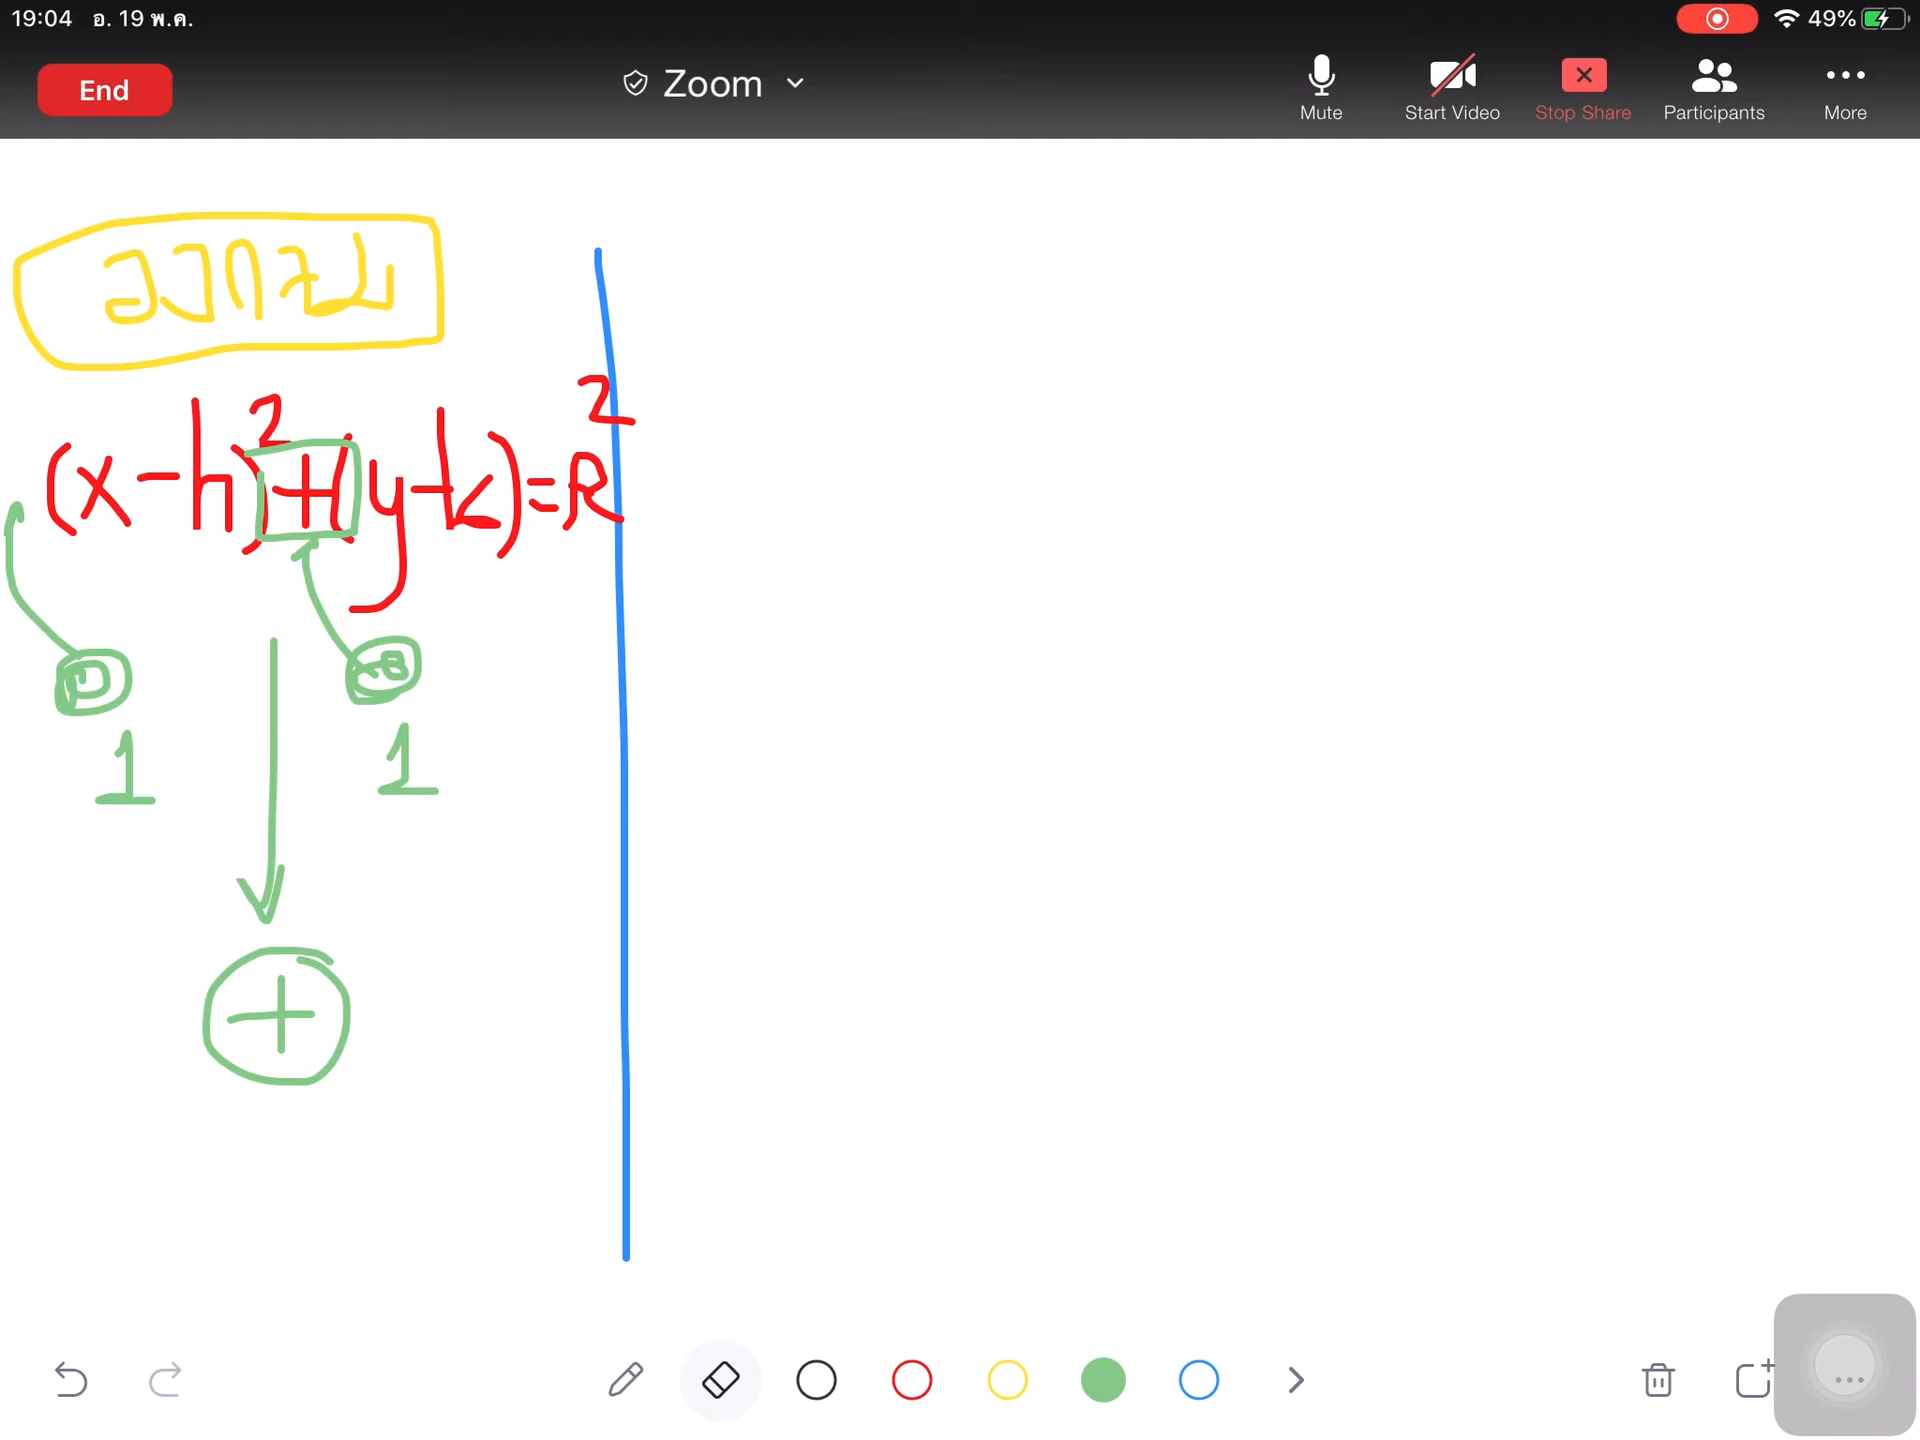 19:04 อ. 19 พ.ค. 49%
End Zoom Mute Start Video Stop Share Participants More
วงกลม
(x-h)²+(y-k)=R²
1 1
+